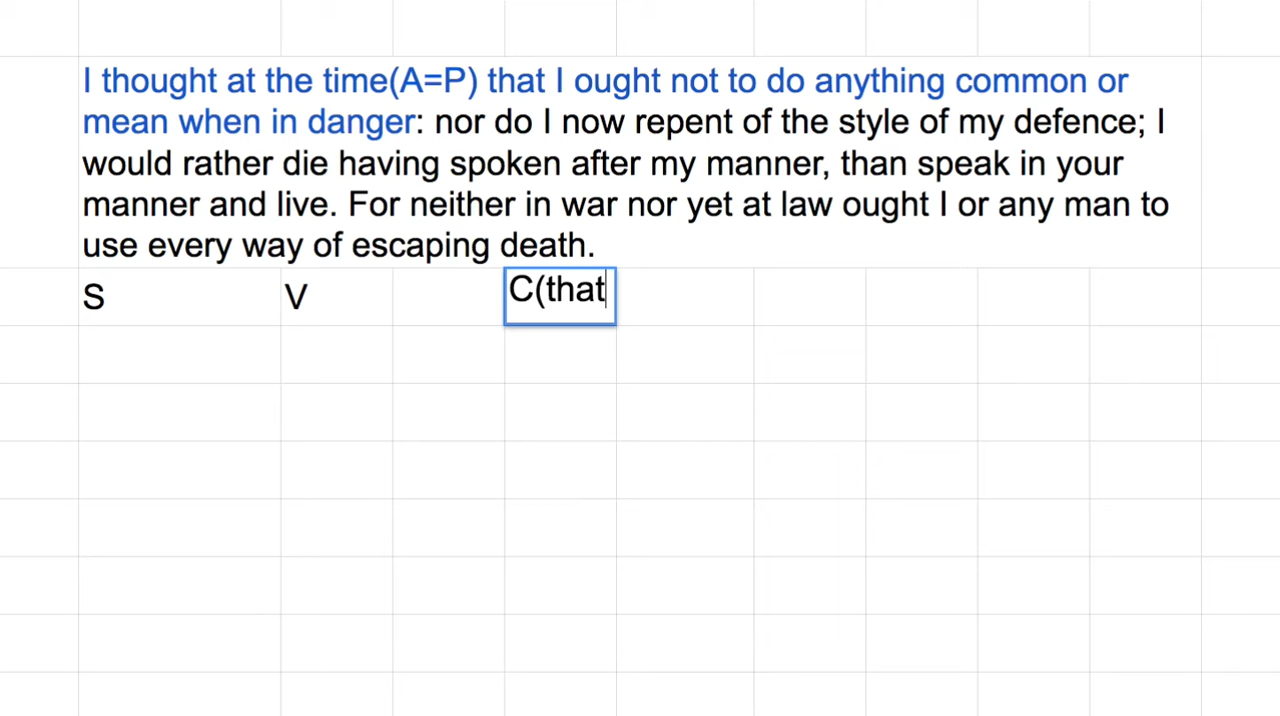 I thought at the time(A=P) that I ought not to do anything common or
mean when in danger: nor do I now repent of the style of my defence; I
would rather die having spoken after my manner, than speak in your
manner and live. For neither in war nor yet at law ought I or any man to
use every way of escaping death.
S V C(that